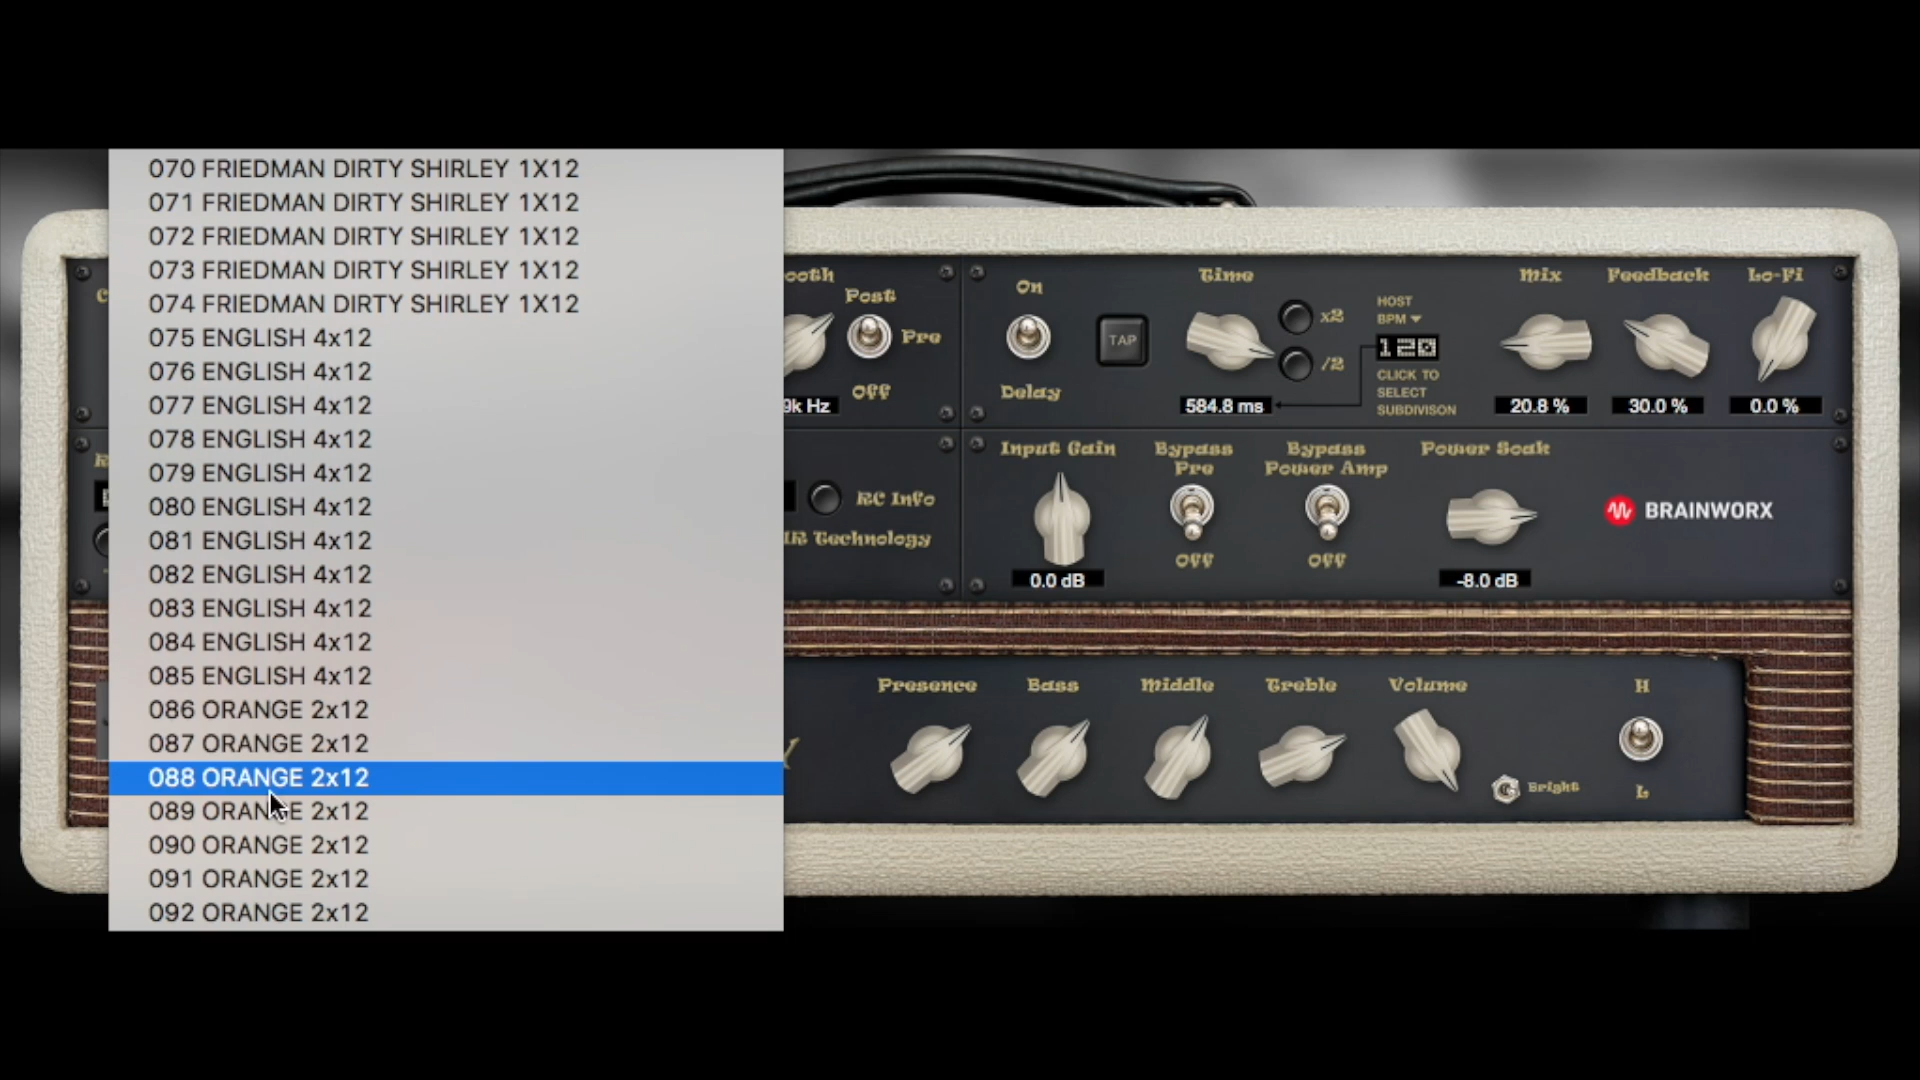 070 FRIEDMAN DIRTY SHIRLEY 1X12
071 FRIEDMAN DIRTY SHIRLEY 1X12
072 FRIEDMAN DIRTY SHIRLEY 1X12
073 FRIEDMAN DIRTY SHIRLEY 1X12
074 FRIEDMAN DIRTY SHIRLEY 1X12
075 ENGLISH 4x12
076 ENGLISH 4x12
077 ENGLISH 4x12
078 ENGLISH 4x12
079 ENGLISH 4x12
080 ENGLISH 4x12
081 ENGLISH 4x12
082 ENGLISH 4x12
083 ENGLISH 4x12
084 ENGLISH 4x12
085 ENGLISH 4x12
086 ORANGE 2x12
087 ORANGE 2x12
088 ORANGE 2x12
089 ORANGE 2x12
090 ORANGE 2x12
091 ORANGE 2x12
092 ORANGE 2x12
Post
Pre
Off
9k Hz
On
Delay
TAP
Time
x2
/2
584.8 ms
HOST
BPM
120
CLICK TO
SELECT
SUBDIVISON
Mix
20.8 %
Feedback
30.0 %
Lo-Fi
0.0 %
RC Info
IR Technology
Input Gain
0.0 dB
Bypass
Pre
Off
Bypass
Power Amp
Off
Power Soak
-8.0 dB
BRAINWORX
Presence
Bass
Middle
Treble
Volume
Bright
H
L